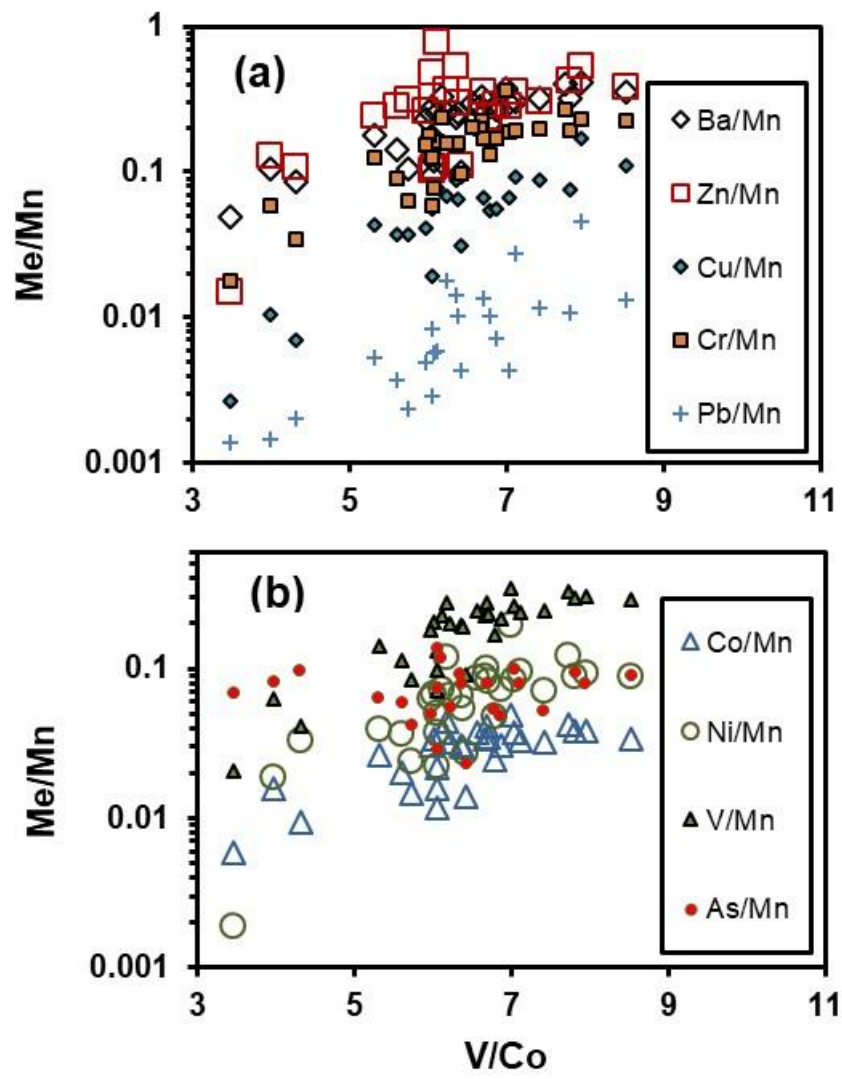 1
(a)
0.1
Me/Mn
0.01
0.001
3 5 7 9 11
Ba/Mn
Zn/Mn
Cu/Mn
Cr/Mn
Pb/Mn
(b)
0.1
Me/Mn
0.01
0.001
3 5 7 9 11
V/Co
Co/Mn
Ni/Mn
V/Mn
As/Mn